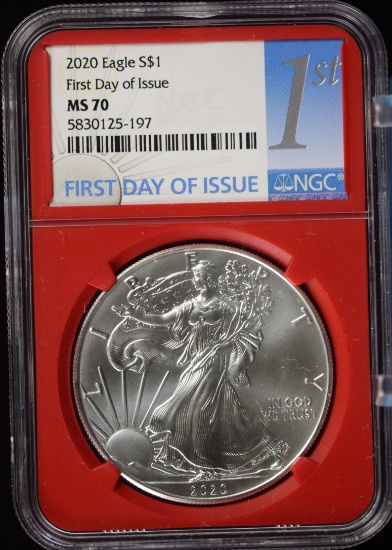 2020 Eagle S$1
First Day of Issue
MS 70
5830125-197
1st
FIRST DAY OF ISSUE
NGC®
LIBERTY
IN GOD
WE TRUST
2020